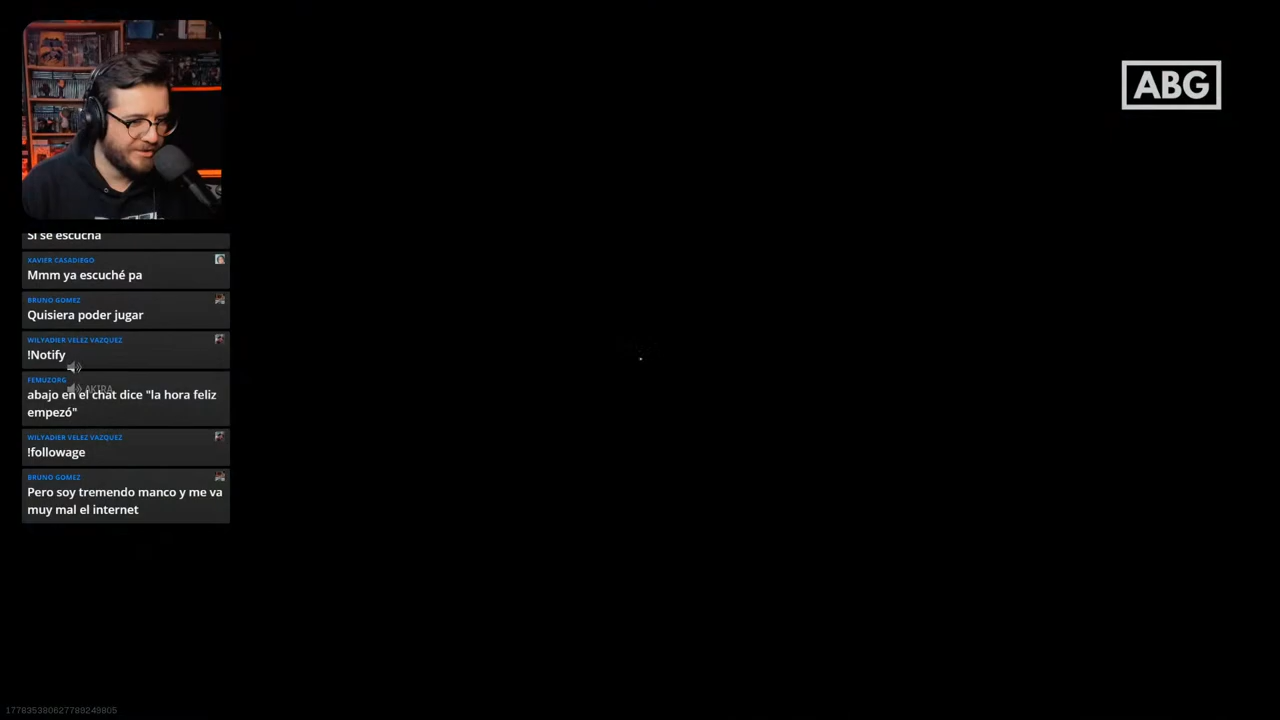 ABG
Si se escucha
XAVIER CASADIEGO
Mmm ya escuché pa
BRUNO GOMEZ
Quisiera poder jugar
WILYADIER VELEZ VAZQUEZ
!Notify
FEMUZORG
AKIRA
abajo en el chat dice "la hora feliz
empezó"
WILYADIER VELEZ VAZQUEZ
!followage
BRUNO GOMEZ
Pero soy tremendo manco y me va
muy mal el internet
177835380627788249805